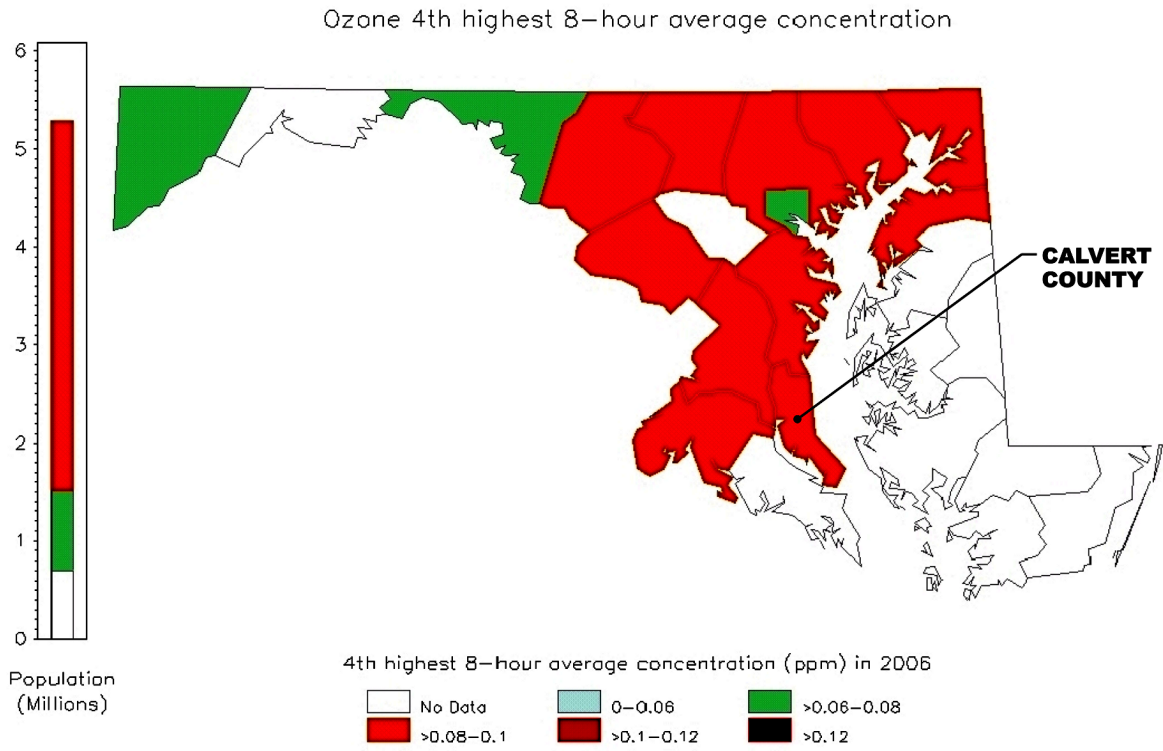 Ozone 4th highest 8-hour average concentration
6
5
4
3
2
1
0
Population
(Millions)
CALVERT
COUNTY
4th highest 8-hour average concentration (ppm) in 2006
No Data
0-0.06
>0.06-0.08
>0.08-0.1
>0.1-0.12
>0.12